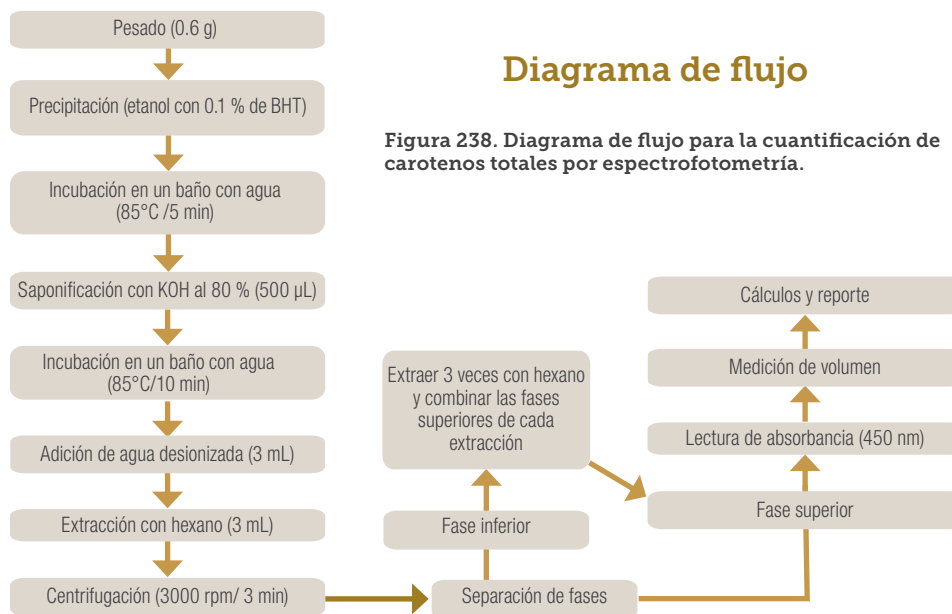 Diagrama de flujo
Figura 238. Diagrama de flujo para la cuantificación de
carotenos totales por espectrofotometría.
Pesado (0.6 g)
Precipitación (etanol con 0.1 % de BHT)
Incubación en un baño con agua
(85°C /5 min)
Saponificación con KOH al 80 % (500 µL)
Incubación en un baño con agua
(85°C/10 min)
Adición de agua desionizada (3 mL)
Extracción con hexano (3 mL)
Centrifugación (3000 rpm/ 3 min)
Separación de fases
Fase inferior
Extraer 3 veces con hexano
y combinar las fases
superiores de cada
extracción
Fase superior
Lectura de absorbancia (450 nm)
Medición de volumen
Cálculos y reporte